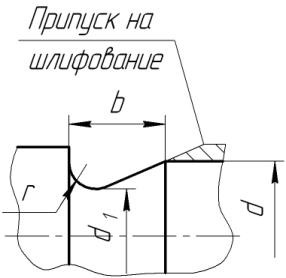 Припуск на
шлифование
b
r
d1
d